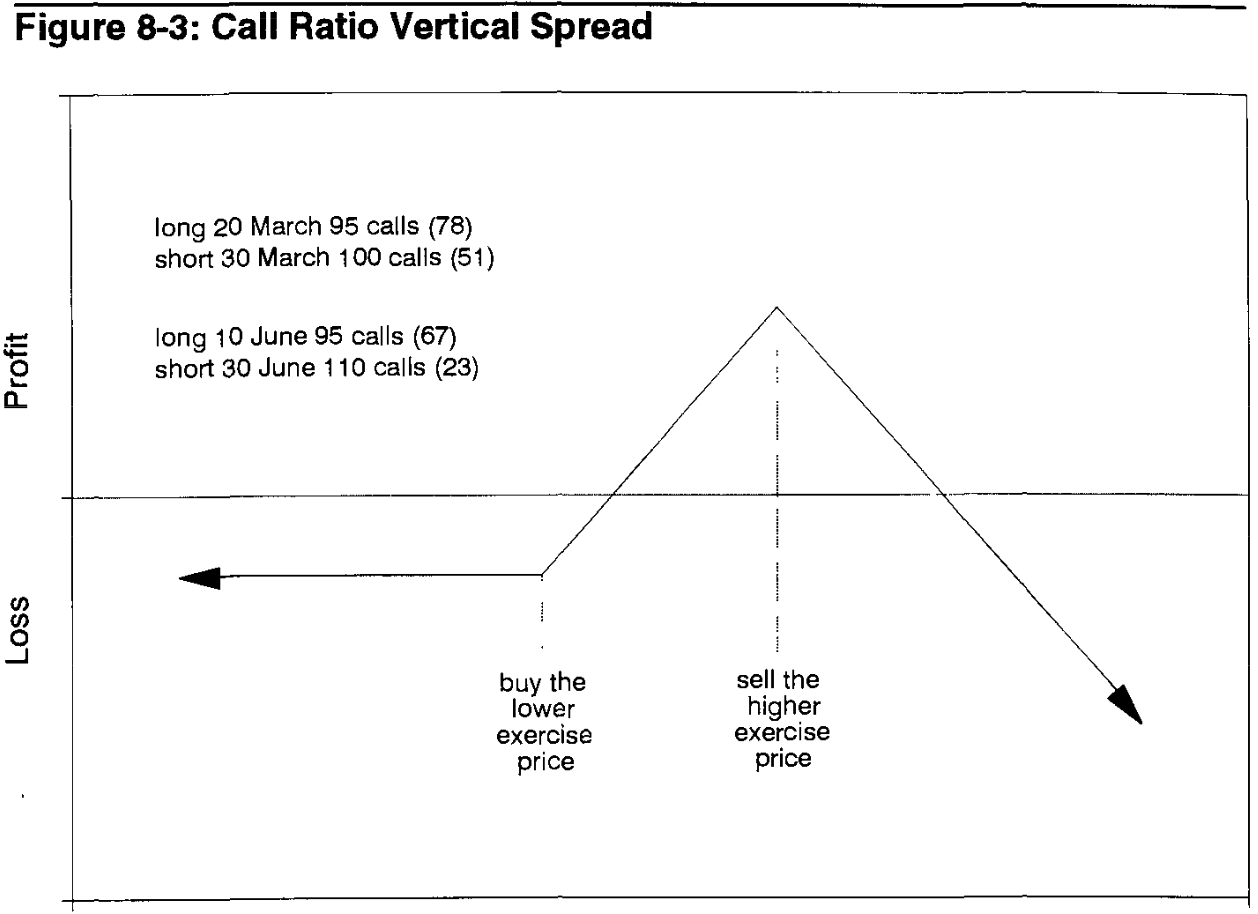 Figure 8-3: Call Ratio Vertical Spread
long 20 March 95 calls (78)
short 30 March 100 calls (51)
long 10 June 95 calls (67)
short 30 June 110 calls (23)
Profit
Loss
buy the
lower
exercise
price
sell the
higher
exercise
price